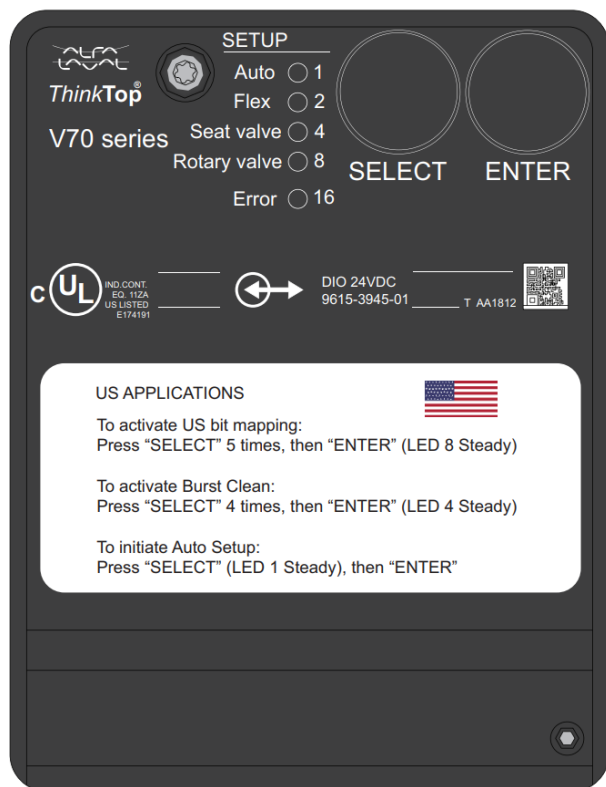 ALFA
LAVAL
ThinkTop®
V70 series
SETUP
Auto 1
Flex 2
Seat valve 4
Rotary valve 8
Error 16
SELECT
ENTER
C UL
IND.CONT.
EQ. 11ZA
US LISTED
E174191
DIO 24VDC
9615-3945-01
T AA1812
US APPLICATIONS
To activate US bit mapping:
Press “SELECT” 5 times, then “ENTER” (LED 8 Steady)
To activate Burst Clean:
Press “SELECT” 4 times, then “ENTER” (LED 4 Steady)
To initiate Auto Setup:
Press “SELECT” (LED 1 Steady), then “ENTER”